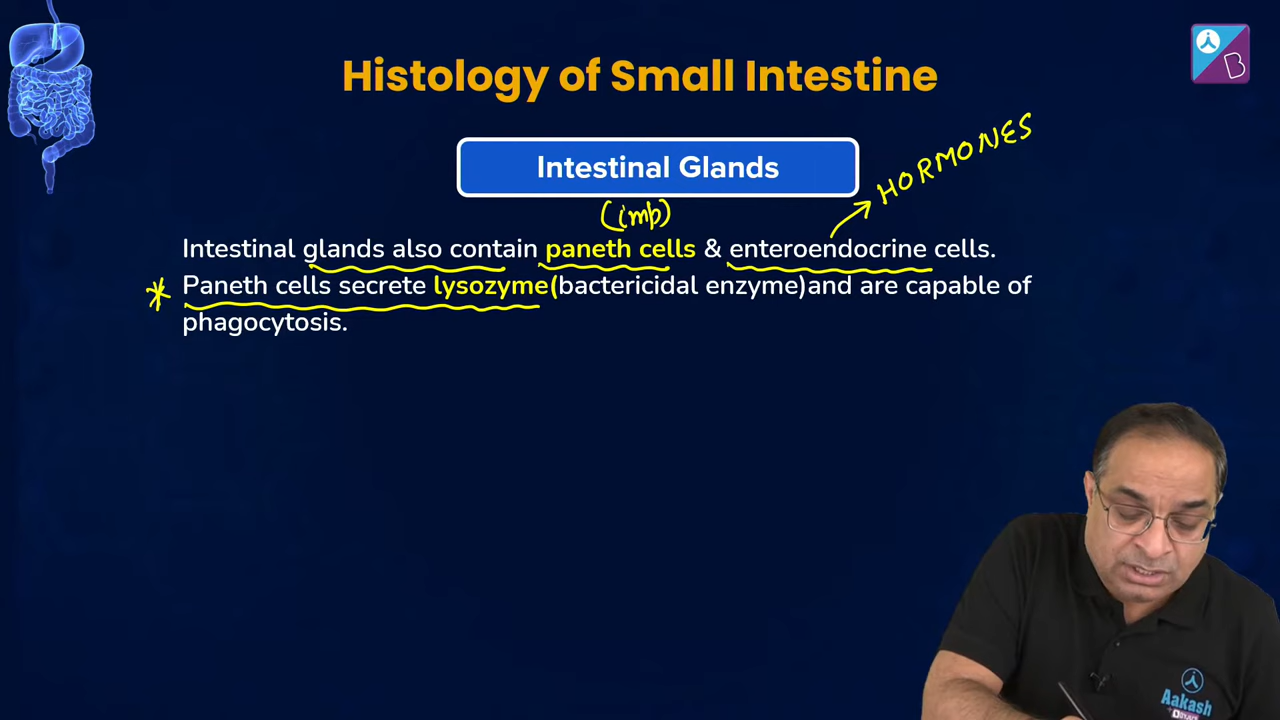 Histology of Small Intestine
Intestinal Glands
HORMONES
(imp)
Intestinal glands also contain paneth cells & enteroendocrine cells.
* Paneth cells secrete lysozyme(bactericidal enzyme)and are capable of
phagocytosis.
B
Aakash